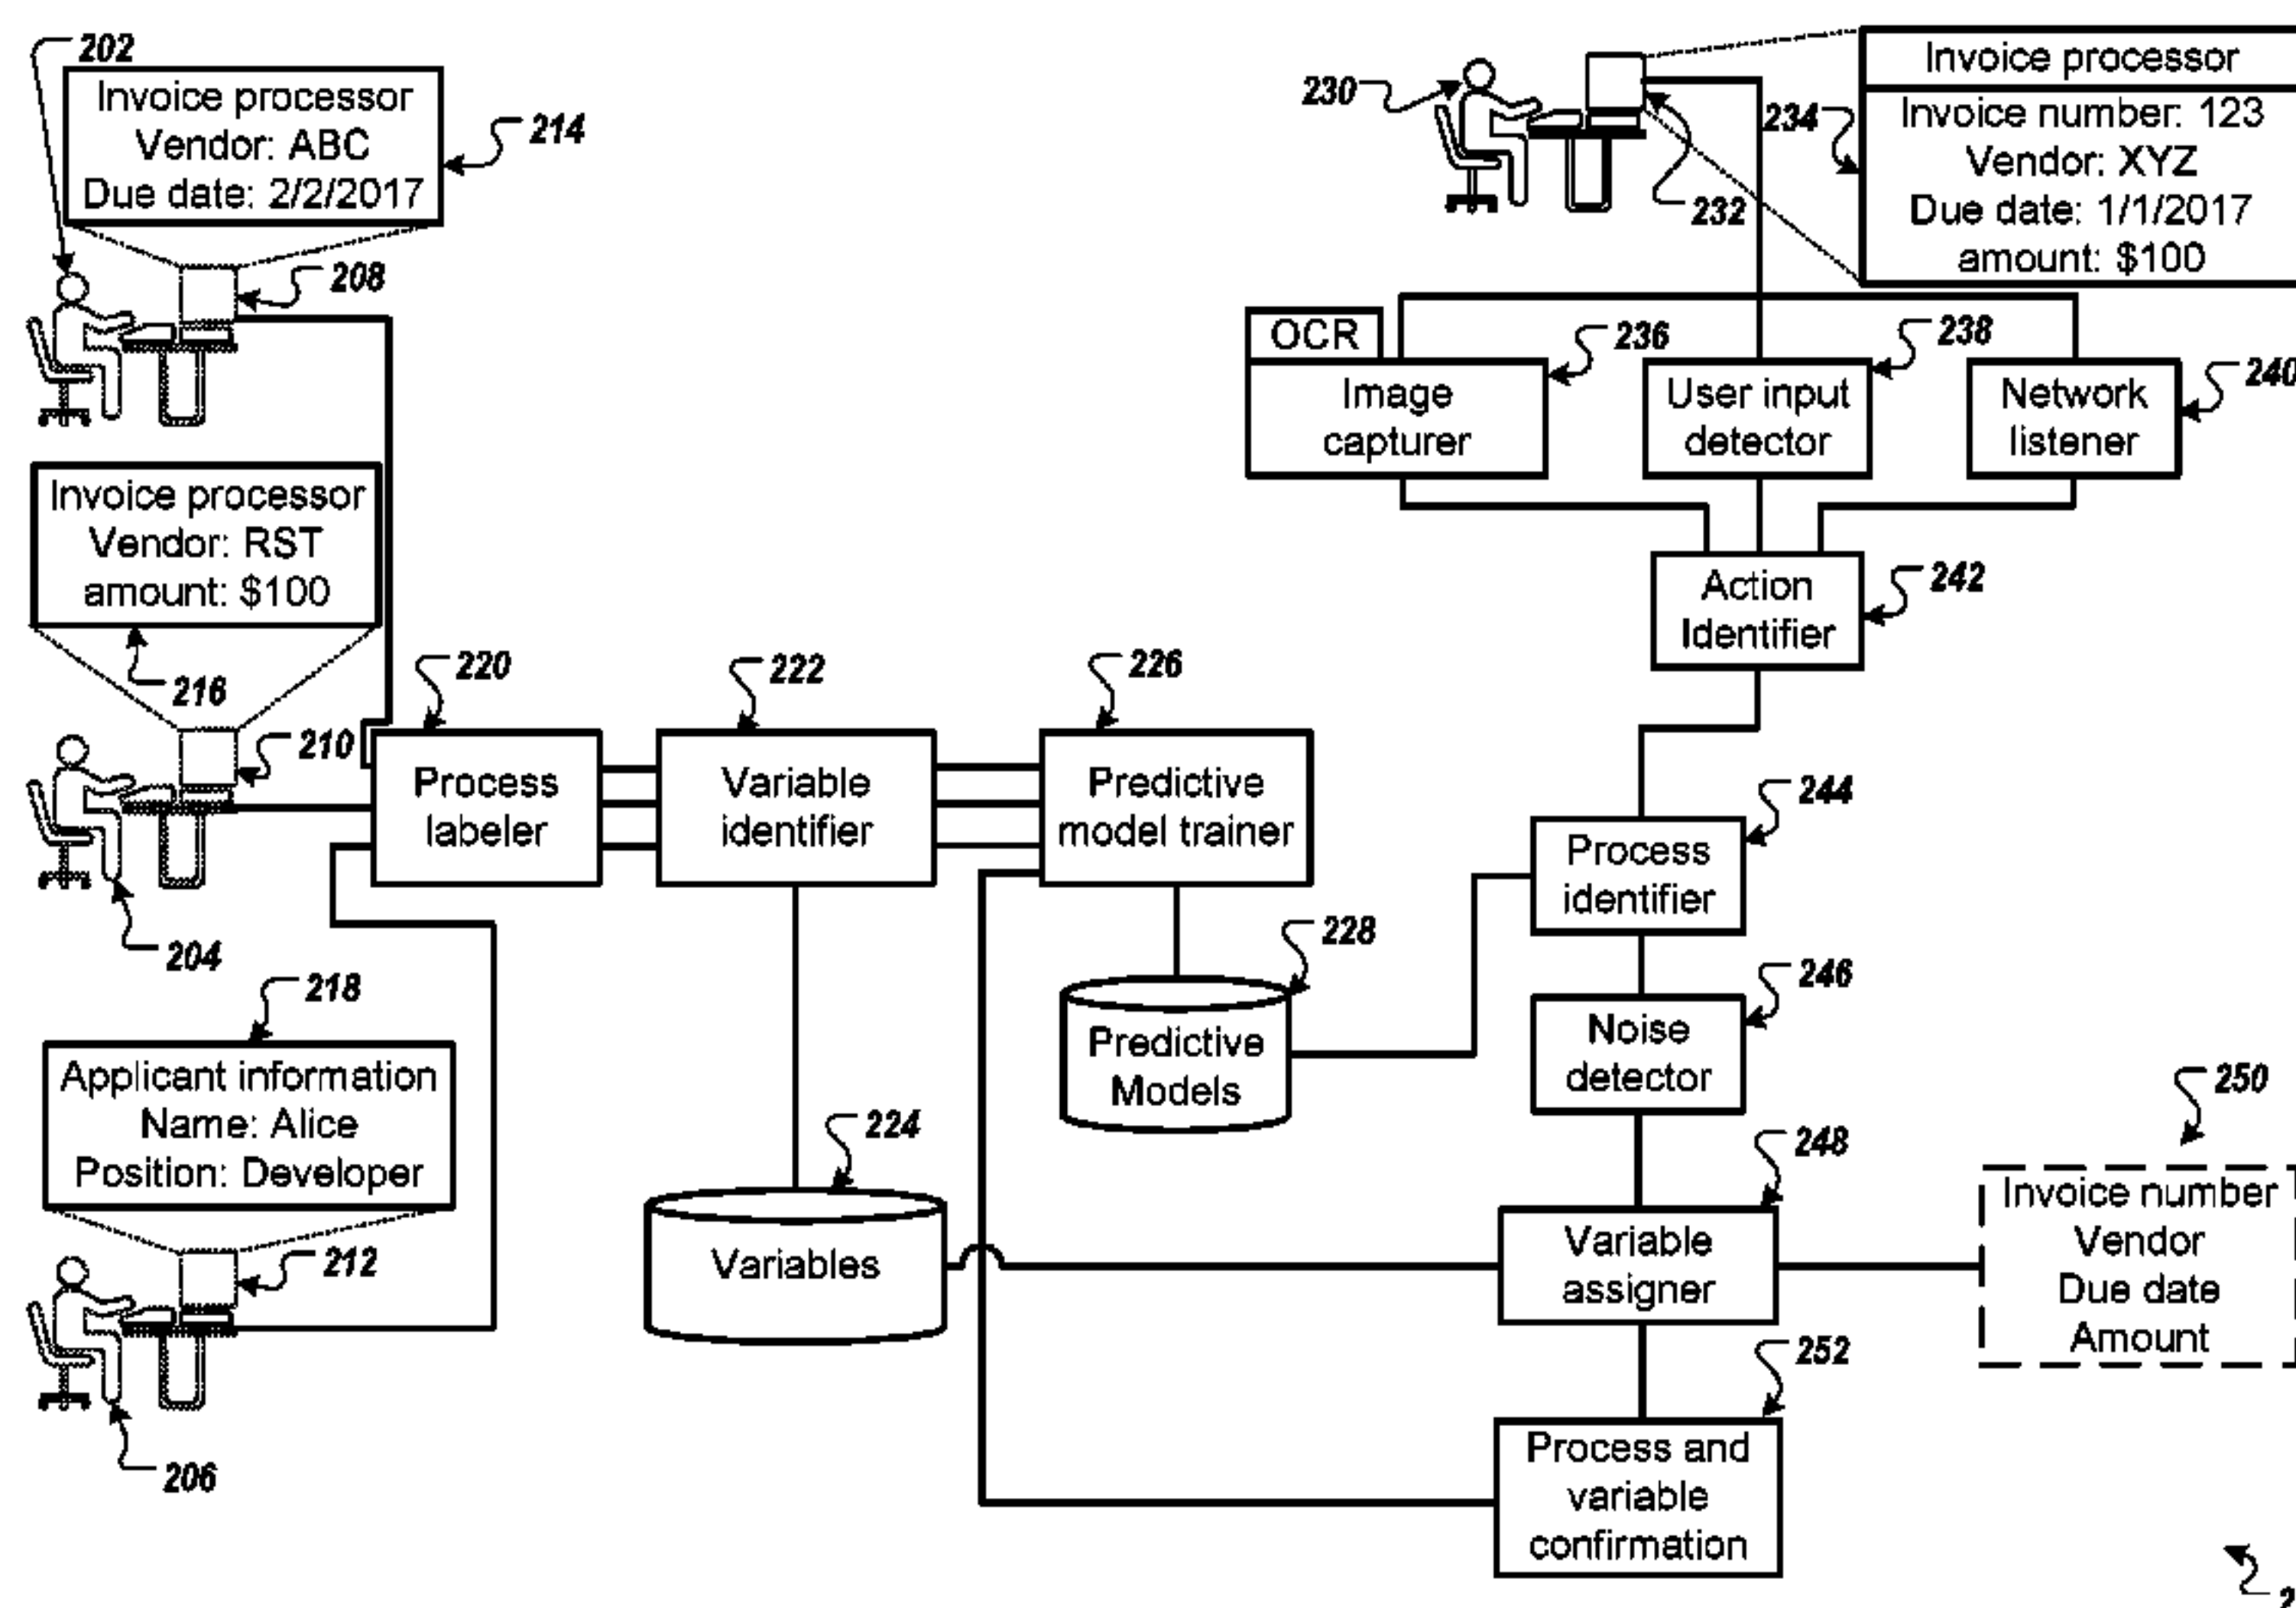 202
Invoice processor
Vendor: ABC
Due date: 2/2/2017
214
208
Invoice processor
Vendor: RST
amount: $100
216
210
204
218
Applicant information
Name: Alice
Position: Developer
212
206
220
Process
labeler
222
Variable
identifier
226
Predictive
model trainer
228
Predictive
Models
224
Variables
230
232
234
Invoice processor
Invoice number: 123
Vendor: XYZ
Due date: 1/1/2017
amount: $100
OCR
Image
capturer
236
User input
detector
238
Network
listener
240
Action
Identifier
242
Process
identifier
244
Noise
detector
246
Variable
assigner
248
250
Invoice number
Vendor
Due date
Amount
252
Process and
variable
confirmation